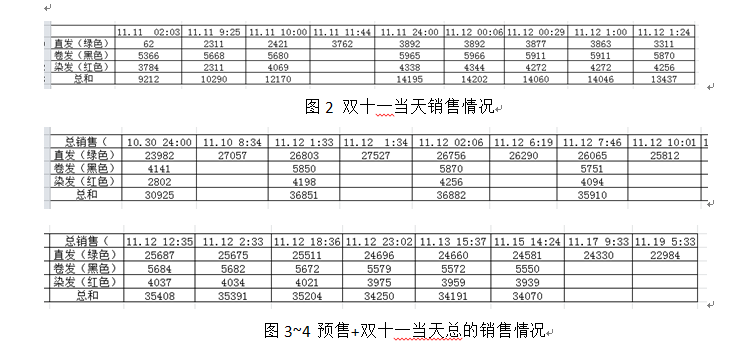 11.11 02:03 11.11 9:25 11.11 10:00 11.11 11:44 11.11 24:00 11.12 00:06 11.12 00:29 11.12 1:00 11.12 1:24
直发（绿色） 62 2311 2421 3762 3892 3892 3877 3863 3311
卷发（黑色） 5366 5668 5680 5965 5966 5911 5911 5870
染发（红色） 3784 2311 4069 4338 4344 4272 4272 4256
总和 9212 10290 12170 14195 14202 14060 14046 13437
图 2 双十一当天销售情况
总销售（ 10.30 24:00 11.10 8:34 11.12 1:33 11.12 1:34 11.12 02:06 11.12 6:19 11.12 7:46 11.12 10:01
直发（绿色） 23982 27057 26803 27527 26756 26290 26065 25812
卷发（黑色） 4141 5850 5870 5751
染发（红色） 2802 4198 4256 4094
总和 30925 36851 36882 35910
总销售（ 11.12 12:35 11.12 2:33 11.12 18:36 11.12 23:02 11.13 15:37 11.15 14:24 11.17 9:33 11.19 5:33
直发（绿色） 25687 25675 25511 24696 24660 24581 24330 22984
卷发（黑色） 5684 5682 5672 5579 5572 5550
染发（红色） 4037 4034 4021 3975 3959 3939
总和 35408 35391 35204 34250 34191 34070
图 3~4 预售+双十一当天总的销售情况